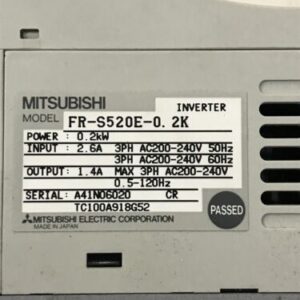 MITSUBISHI INVERTER
MODEL FR-S520E-0.2K
POWER : 0.2kW
INPUT : 2.6A 3PH AC200-240V 50Hz
3PH AC200-240V 60Hz
OUTPUT : 1.4A MAX 3PH AC200-240V
0.5-120Hz
SERIAL: A41N06020 CR
TC100A918G52
MITSUBISHI ELECTRIC CORPORATION
MADE IN JAPAN
PASSED